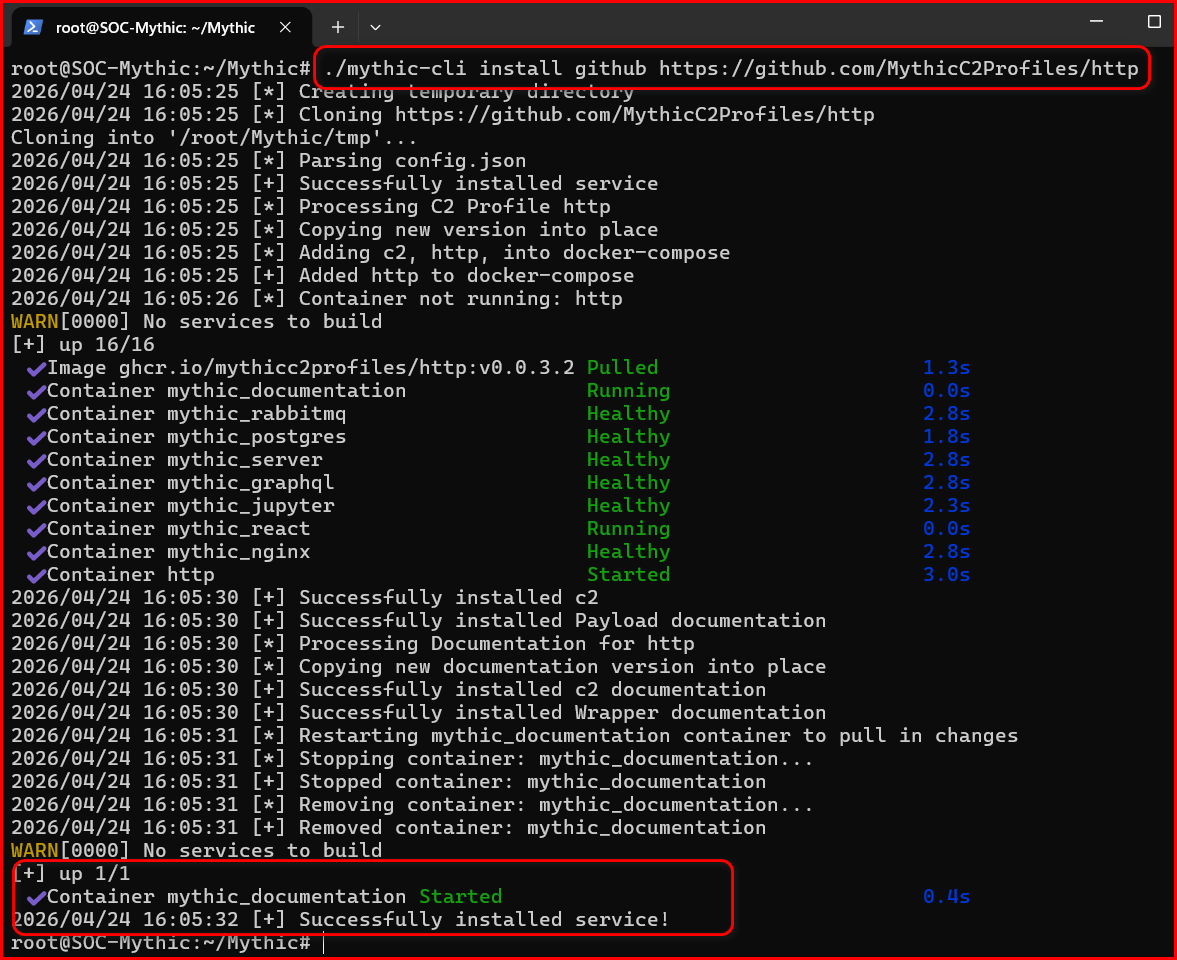 root@SOC-Mythic: ~/Mythic
root@SOC-Mythic:~/Mythic# ./mythic-cli install github https://github.com/MythicC2Profiles/http
2026/04/24 16:05:25 [*] Creating temporary directory
2026/04/24 16:05:25 [*] Cloning https://github.com/MythicC2Profiles/http
Cloning into '/root/Mythic/tmp'...
2026/04/24 16:05:25 [*] Parsing config.json
2026/04/24 16:05:25 [+] Successfully installed service
2026/04/24 16:05:25 [*] Processing C2 Profile http
2026/04/24 16:05:25 [*] Copying new version into place
2026/04/24 16:05:25 [*] Adding c2, http, into docker-compose
2026/04/24 16:05:25 [+] Added http to docker-compose
2026/04/24 16:05:26 [*] Container not running: http
WARN[0000] No services to build
[+] up 16/16
✔Image ghcr.io/mythicc2profiles/http:v0.0.3.2 Pulled 1.3s
✔Container mythic_documentation Running 0.0s
✔Container mythic_rabbitmq Healthy 2.8s
✔Container mythic_postgres Healthy 1.8s
✔Container mythic_server Healthy 2.8s
✔Container mythic_graphql Healthy 2.8s
✔Container mythic_jupyter Healthy 2.3s
✔Container mythic_react Running 0.0s
✔Container mythic_nginx Healthy 2.8s
✔Container http Started 3.0s
2026/04/24 16:05:30 [+] Successfully installed c2
2026/04/24 16:05:30 [+] Successfully installed Payload documentation
2026/04/24 16:05:30 [*] Processing Documentation for http
2026/04/24 16:05:30 [*] Copying new documentation version into place
2026/04/24 16:05:30 [+] Successfully installed c2 documentation
2026/04/24 16:05:30 [+] Successfully installed Wrapper documentation
2026/04/24 16:05:31 [*] Restarting mythic_documentation container to pull in changes
2026/04/24 16:05:31 [*] Stopping container: mythic_documentation...
2026/04/24 16:05:31 [+] Stopped container: mythic_documentation
2026/04/24 16:05:31 [*] Removing container: mythic_documentation...
2026/04/24 16:05:31 [+] Removed container: mythic_documentation
WARN[0000] No services to build
[+] up 1/1
✔Container mythic_documentation Started 0.4s
2026/04/24 16:05:32 [+] Successfully installed service!
root@SOC-Mythic:~/Mythic#